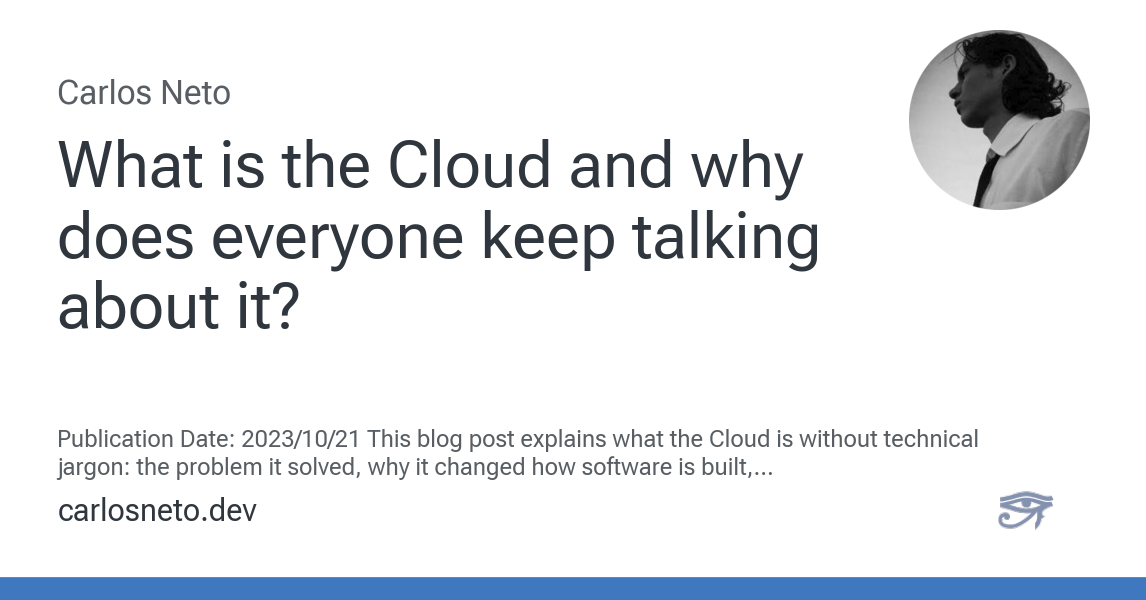 Carlos Neto
What is the Cloud and why
does everyone keep talking
about it?
Publication Date: 2023/10/21 This blog post explains what the Cloud is without technical
jargon: the problem it solved, why it changed how software is built,...
carlosneto.dev